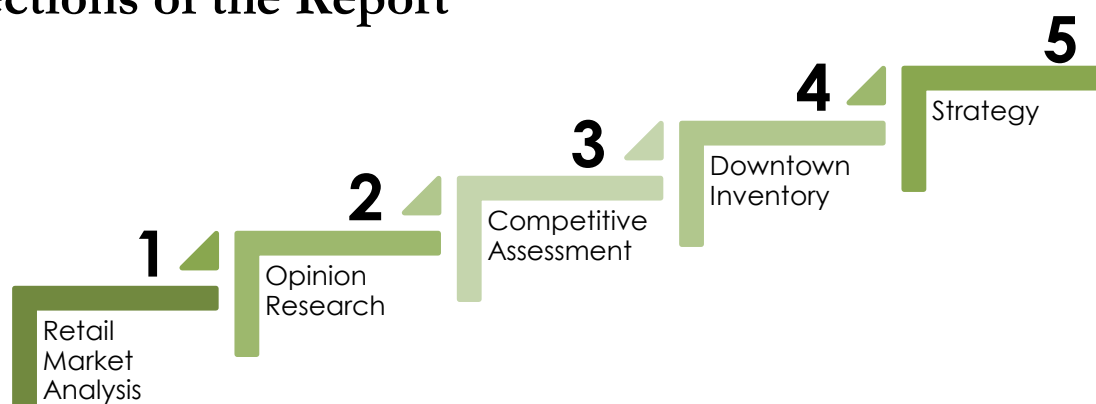 ections of the Report
5
4
Strategy
3
Downtown
Inventory
2
Competitive
Assessment
1
Opinion
Research
Retail
Market
Analysis